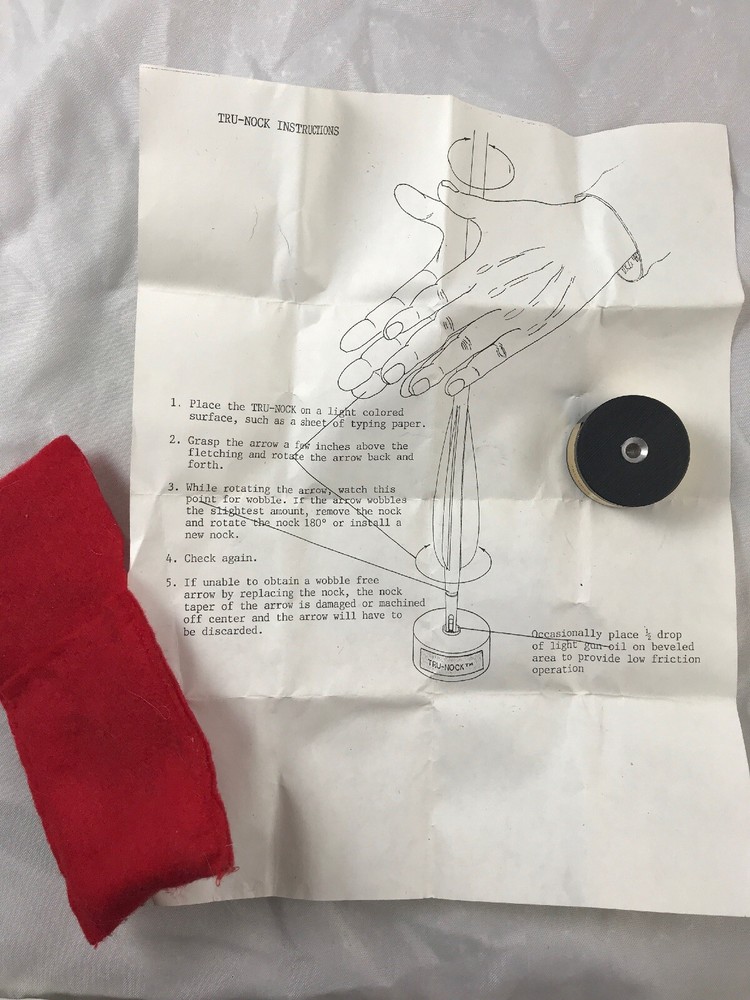 TRU-NOCK INSTRUCTIONS
1. Place the TRU-NOCK on a light colored
surface, such as a sheet of typing paper.
2. Grasp the arrow a few inches above the
fletching and rotate the arrow back and
forth.
3. While rotating the arrow, watch this
point for wobble. If the arrow wobbles
the slightest amount, remove the nock
and rotate the nock 180° or install a
new nock.
4. Check again.
5. If unable to obtain a wobble free
arrow by replacing the nock, the nock
taper of the arrow is damaged or machined
off center and the arrow will have to
be discarded.
Occasionally place ½ drop
of light gun oil on beveled
area to provide low friction
operation
TRU-NOCK™